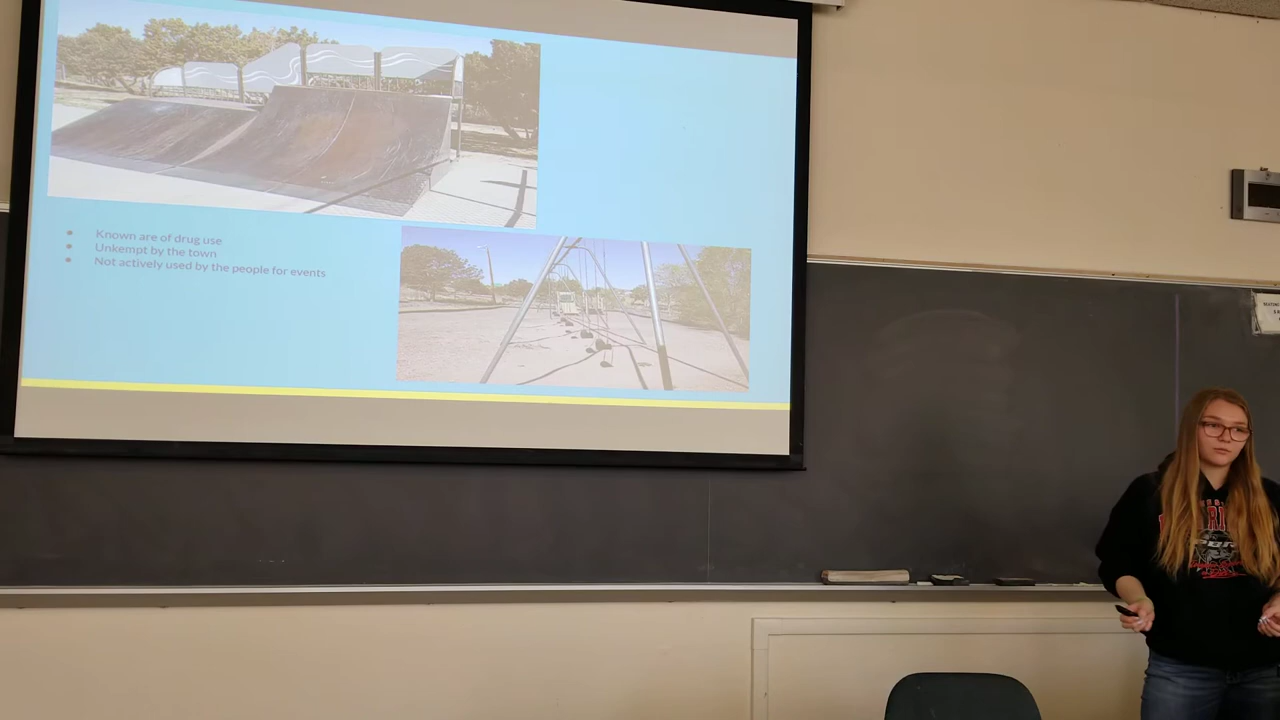 Known are of drug use
Unkempt by the town
Not actively used by the people for events